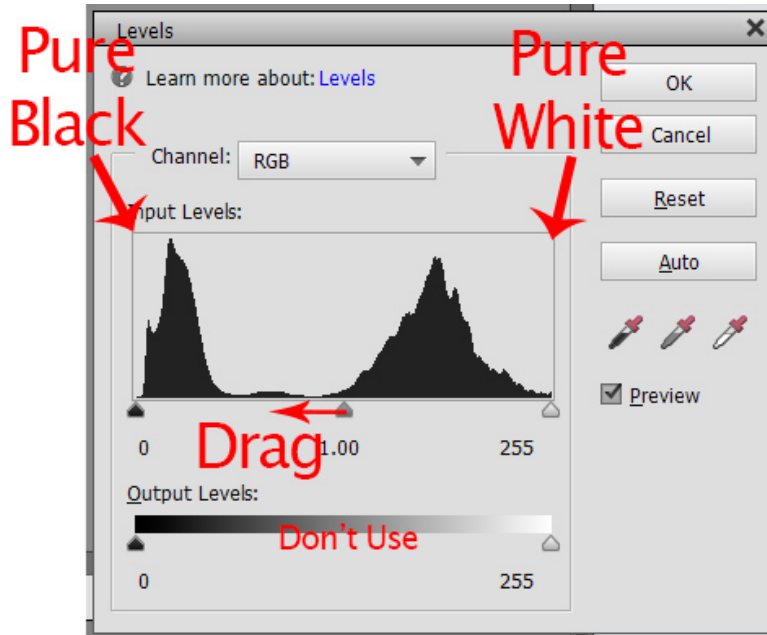 Levels
Pure
Black
Pure
White
Learn more about: Levels
OK
Cancel
Reset
Auto
Preview
Channel: RGB
Input Levels:
Drag
0 1.00 255
Output Levels:
Don't Use
0 255